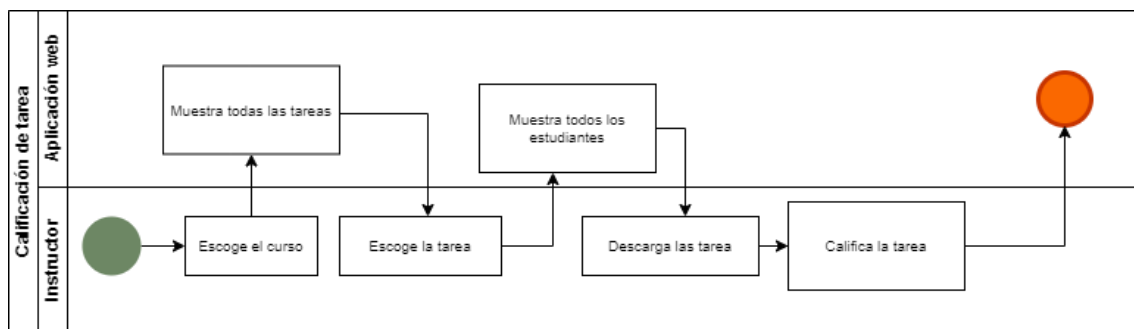 Calificación de tarea
Aplicación web
Instructor
Muestra todas las tareas
Muestra todos los
estudiantes
Escoge el curso
Escoge la tarea
Descarga las tarea
Califica la tarea